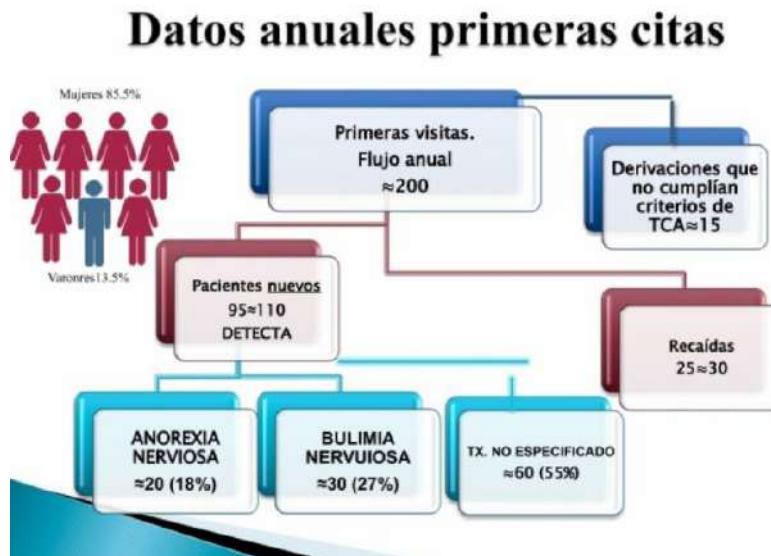 Datos anuales primeras citas
Mujeres 85.5%
Primeras visitas.
Flujo anual
≈200
Derivaciones que
no cumplían
criterios de
TCA≈15
Varonres13.5%
Pacientes nuevos
95≈110
DETECTA
Recaídas
25≈30
ANOREXIA
NERVIOSA
≈20 (18%)
BULIMIA
NERVUIOSA
≈30 (27%)
TX. NO ESPECIFICADO
≈60 (55%)